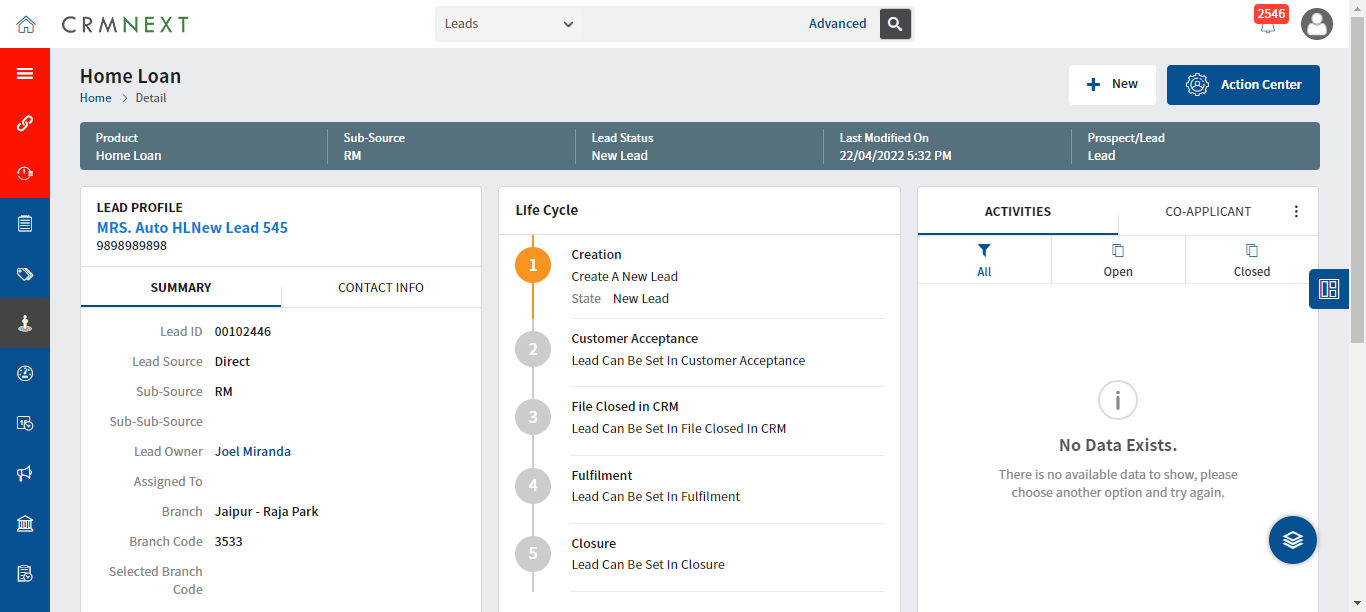 CRMNEXT
Leads
Advanced
2546
Home Loan
Home > Detail
New
Action Center
Product
Home Loan
Sub-Source
RM
Lead Status
New Lead
Last Modified On
22/04/2022 5:32 PM
Prospect/Lead
Lead
LEAD PROFILE
MRS. Auto HLNew Lead 545
9898989898
SUMMARY
CONTACT INFO
Lead ID 00102446
Lead Source Direct
Sub-Source RM
Sub-Sub-Source
Lead Owner Joel Miranda
Assigned To
Branch Jaipur - Raja Park
Branch Code 3533
Selected Branch
Code
LIfe Cycle
1
Creation
Create A New Lead
State New Lead
2
Customer Acceptance
Lead Can Be Set In Customer Acceptance
3
File Closed in CRM
Lead Can Be Set In File Closed In CRM
4
Fulfilment
Lead Can Be Set In Fulfilment
5
Closure
Lead Can Be Set In Closure
ACTIVITIES
CO-APPLICANT
All
Open
Closed
No Data Exists.
There is no available data to show, please
choose another option and try again.